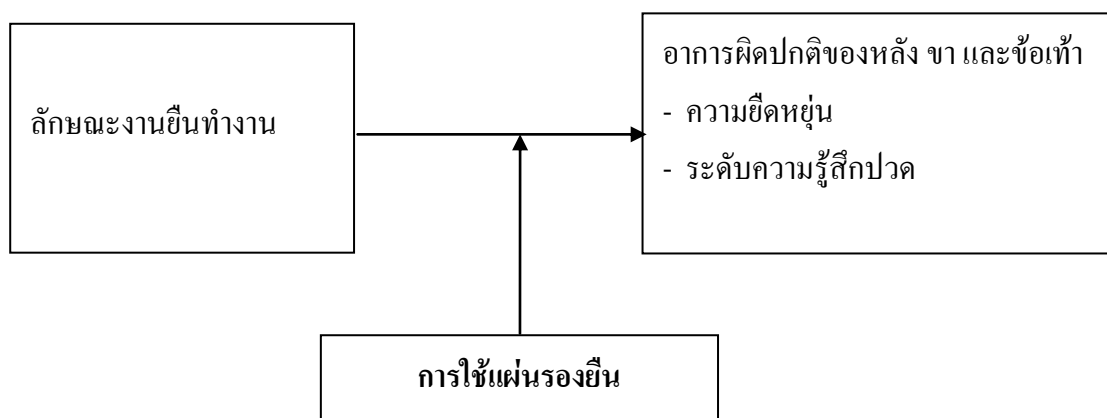 ลักษณะงานยืนทำงาน
อาการผิดปกติของหลัง ขา และข้อเท้า
- ความยืดหยุ่น
- ระดับความรู้สึกปวด
การใช้แผ่นรองยืน